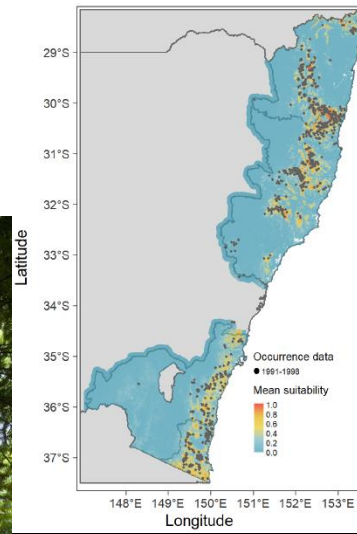 29°S
30°S
31°S
32°S
33°S
34°S
35°S
36°S
37°S
Latitude
Occurrence data
1991-1998
Mean suitability
1.0
0.8
0.6
0.4
0.2
0.0
148°E 149°E 150°E 151°E 152°E 153°E
Longitude